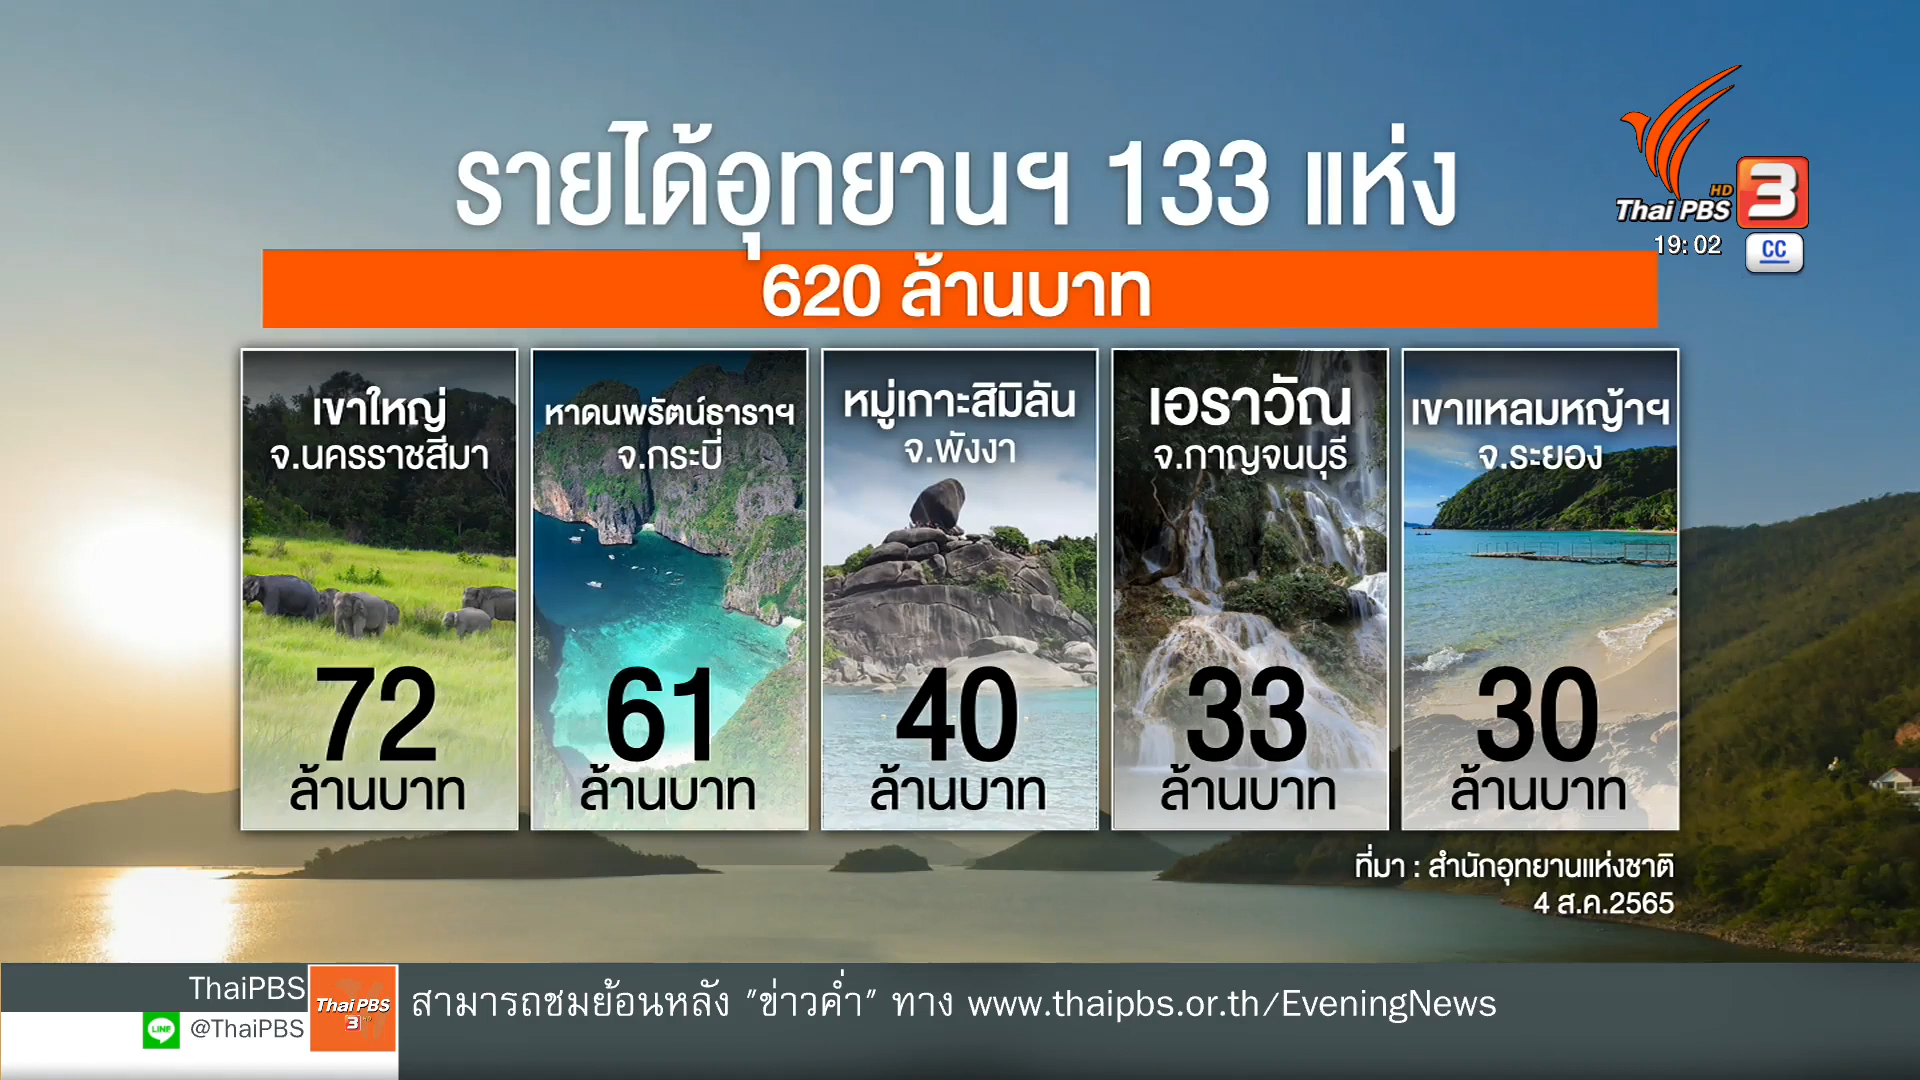 รายได้อุทยานฯ 133 แห่ง
620 ล้านบาท
HD
Thai PBS 3
19:02
CC
เขาใหญ่
จ.นครราชสีมา
72
ล้านบาท
หาดนพรัตน์ธาราฯ
จ.กระบี่
61
ล้านบาท
หมู่เกาะสิมิลัน
จ.พังงา
40
ล้านบาท
เอราวัณ
จ.กาญจนบุรี
33
ล้านบาท
เขาแหลมหญ้าฯ
จ.ระยอง
30
ล้านบาท
ที่มา : สำนักอุทยานแห่งชาติ
4 ส.ค.2565
ThaiPBS
LINE @ThaiPBS
Thai PBS
3 HD
สามารถชมย้อนหลัง "ข่าวค่ำ" ทาง www.thaipbs.or.th/EveningNews